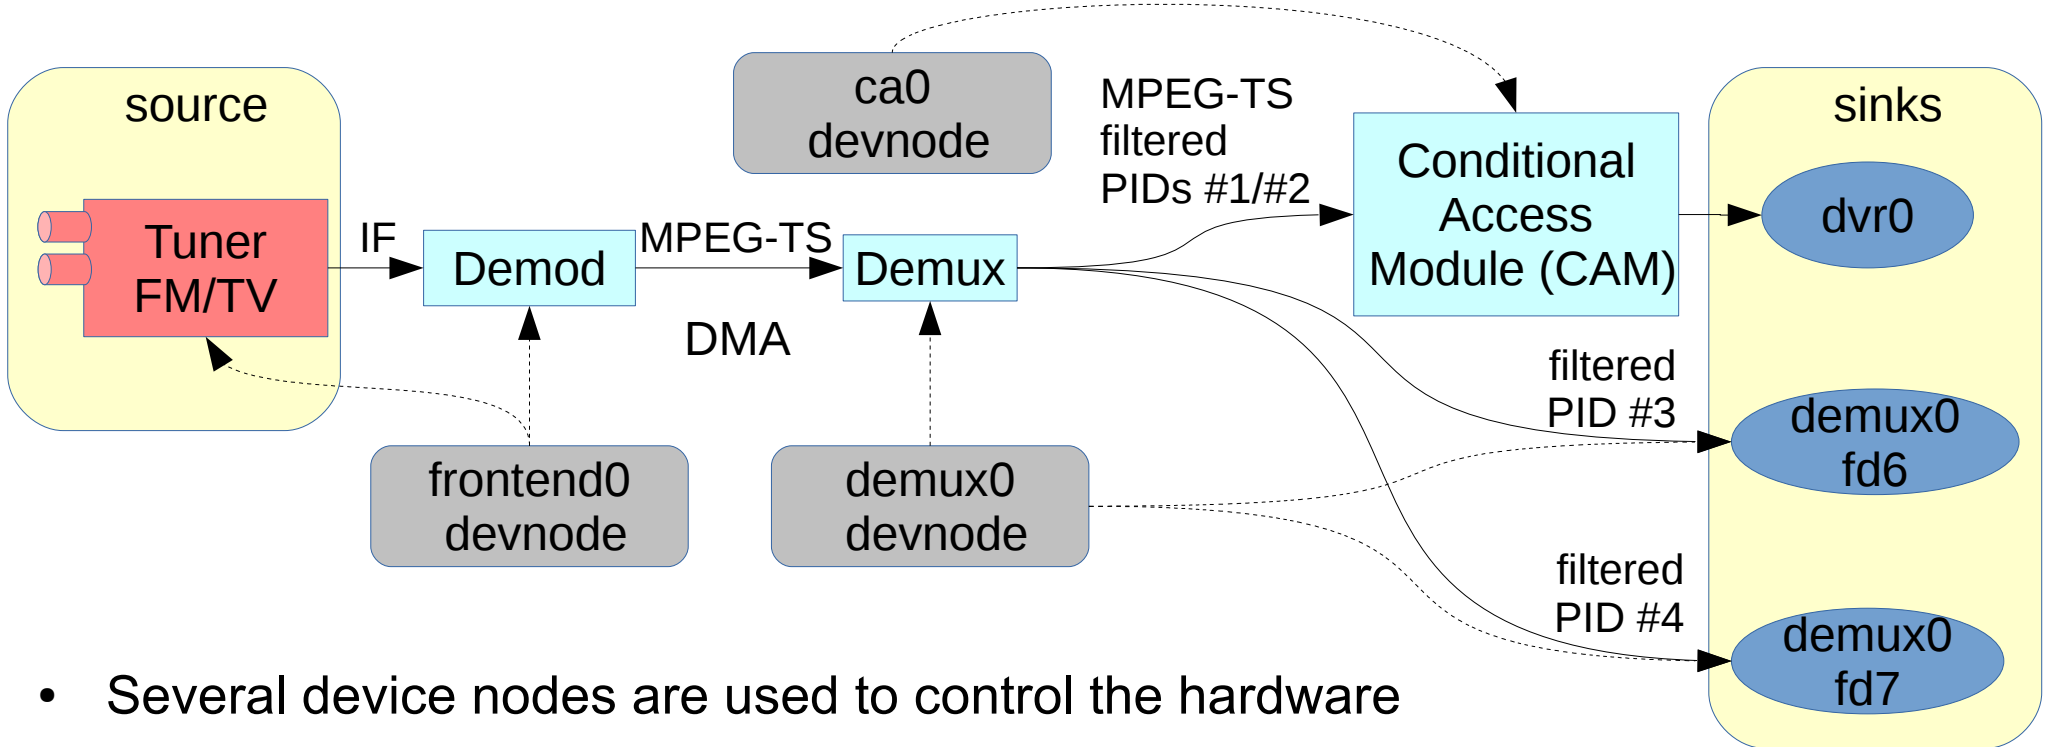 source
Tuner
FM/TV
IF
Demod
MPEG-TS
DMA
Demux
ca0
devnode
MPEG-TS
filtered
PIDs #1/#2
Conditional
Access
Module (CAM)
sinks
dvr0
filtered
PID #3
demux0
fd6
filtered
PID #4
demux0
fd7
frontend0
devnode
demux0
devnode
• Several device nodes are used to control the hardware